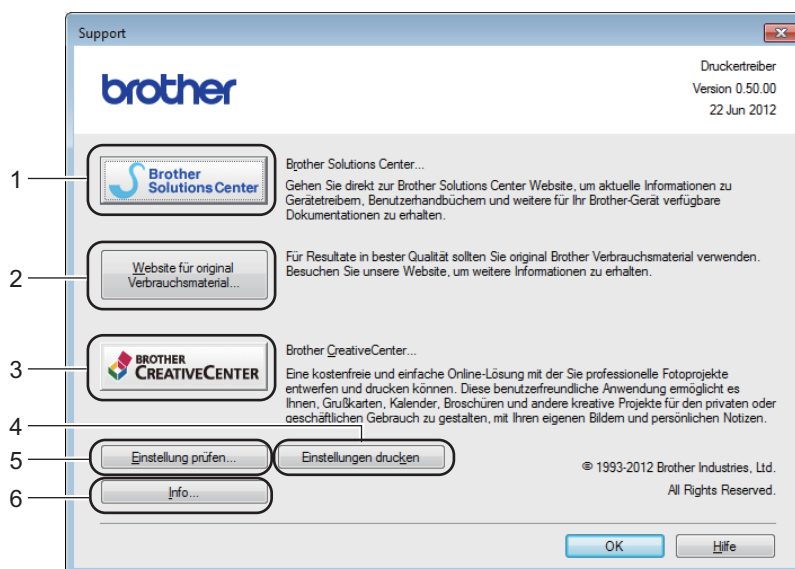 Support
brother
Druckertreiber
Version 0.50.00
22 Jun 2012
1
Brother
Solutions Center
Brother Solutions Center...
Gehen Sie direkt zur Brother Solutions Center Website, um aktuelle Informationen zu
Gerätetreibern, Benutzerhandbüchern und weitere für Ihr Brother-Gerät verfügbare
Dokumentationen zu erhalten.
2
Website für original
Verbrauchsmaterial...
Für Resultate in bester Qualität sollten Sie original Brother Verbrauchsmaterial verwenden.
Besuchen Sie unsere Website, um weitere Informationen zu erhalten.
3
BROTHER
CREATIVECENTER
Brother CreativeCenter...
Eine kostenfreie und einfache Online-Lösung mit der Sie professionelle Fotoprojekte
entwerfen und drucken können. Diese benutzerfreundliche Anwendung ermöglicht es
Ihnen, Grußkarten, Kalender, Broschüren und andere kreative Projekte für den privaten oder
geschäftlichen Gebrauch zu gestalten, mit Ihren eigenen Bildern und persönlichen Notizen.
4
5
Einstellung prüfen...
Einstellungen drucken
6
Info...
© 1993-2012 Brother Industries, Ltd.
All Rights Reserved.
OK
Hilfe